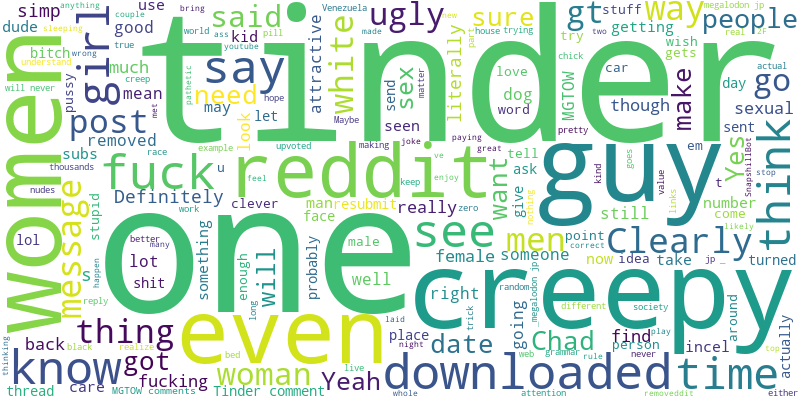 tinder
one
creepy
women
guy
reddit
even
fuck
know
downloaded
time
think
see
girl
say
post
message
thing
men
Clearly
woman
Chad
date
want
will
go
way
gt
ugly
said
White
need
sex
sure
people
make
Yes
simp
use
dude
good
bitch
kid
much
mean
pussy
may
look
let
attractive
literally
love
dog
word
seen
send
car
getting
stuff
try
wish
gets
day
though
MGTOW
sexual
sent
em
removed
subs
thousands
race
example
upvoted
feel
work
u
Definitely
clever
man
face
resubmit
really
tell
ask
give
still
number
come
now
idea
point
someone
female
male
well
enough
probably
something
lot
shit
s
lol
nudes
stupid
reply
back
black
realize
care
got
fucking
thread
MGTOW comments
Tinder comment
Yeah
bed
live
night
place
right
going
find
person
incel
take
turned
around
actually
never
either
removeddit
attention
grammar
rule
web
random
trick
play
society
different
likely
links
nothing
correct
kind
value
SnapshillBot
stop
megalodon jp
_megalodon jp
jp _
real
2F
new
Venezuela
couple
true
sleeping
understand
wrong
will never
creep
pathetic
world
ass
youtube
pill
hope
met
Maybe
matter
made
part
house
trying
bring
chick
two
actual
pretty
paying
great
making
joke
keep
ve
enjoy
zero
better
many
happen
long
laid
goes
t
top
whole
thinking